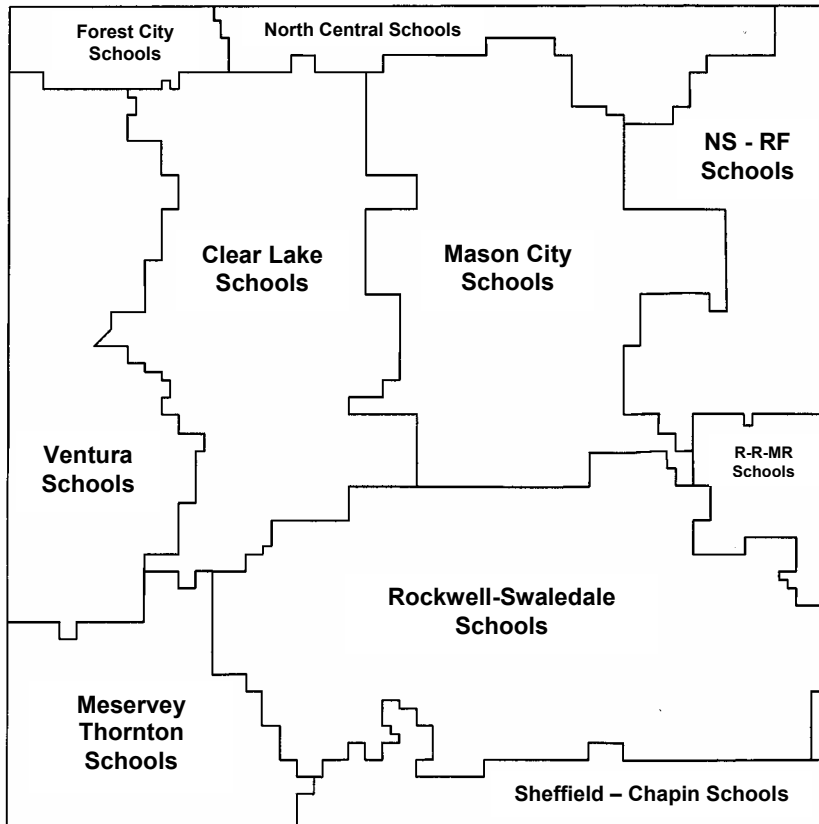 Forest City
Schools
North Central Schools
NS - RF
Schools
Clear Lake
Schools
Mason City
Schools
Ventura
Schools
R-R-MR
Schools
Rockwell-Swaledale
Schools
Meservey
Thornton
Schools
Sheffield – Chapin Schools